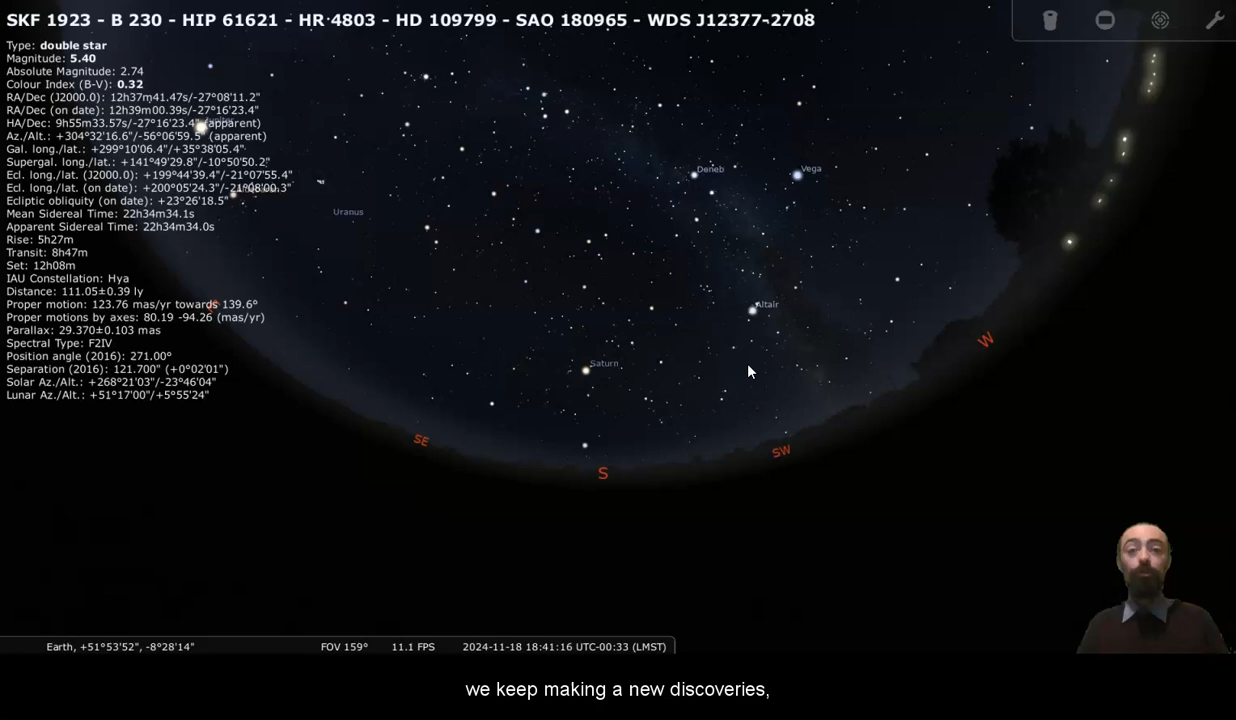 SKF 1923 - B 230 - HIP 61621 - HR 4803 - HD 109799 - SAO 180965 - WDS J12377-2708
Type: double star
Magnitude: 5.40
Absolute Magnitude: 2.74
Colour Index (B-V): 0.32
RA/Dec (J2000.0): 12h37m41.47s/-27°08'11.2"
RA/Dec (on date): 12h39m00.39s/-27°16'23.4"
HA/Dec: 9h55m33.57s/-27°16'23.4" (apparent)
Az./Alt.: +304°32'16.6"/-56°06'59.5" (apparent)
Gal. long./lat.: +299°10'06.4"/+35°38'05.4"
Supergal. long./lat.: +141°49'29.8"/-10°50'50.2"
Ecl. long./lat. (J2000.0): +199°44'39.4"/-21°07'55.4"
Ecl. long./lat. (on date): +200°05'24.3"/-21°08'00.3"
Ecliptic obliquity (on date): +23°26'18.5"
Mean Sidereal Time: 22h34m34.1s
Apparent Sidereal Time: 22h34m34.0s
Rise: 5h27m
Transit: 8h47m
Set: 12h08m
IAU Constellation: Hya
Distance: 111.05±0.39 ly
Proper motion: 123.76 mas/yr towards 139.6°
Proper motions by axes: 80.19 -94.26 (mas/yr)
Parallax: 29.370±0.103 mas
Spectral Type: F2IV
Position angle (2016): 271.00°
Separation (2016): 121.700" (+0°02'01")
Solar Az./Alt.: +268°21'03"/-23°46'04"
Lunar Az./Alt.: +51°17'00"/+5°55'24"
Deneb
Vega
Uranus
Altair
Saturn
W
SE
SW
S
Earth, +51°53'52", -8°28'14"
FOV 159°
11.1 FPS
2024-11-18 18:41:16 UTC-00:33 (LMST)
we keep making a new discoveries,